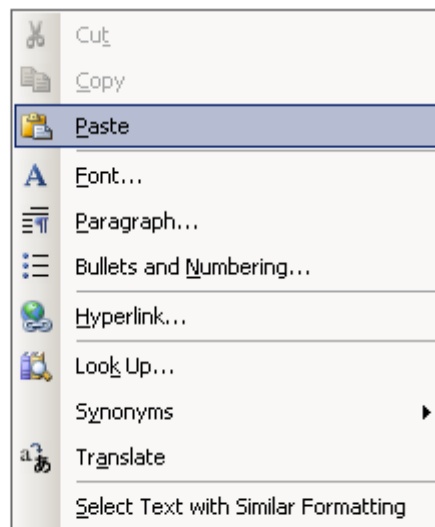 Cut
Copy
Paste
Font...
Paragraph...
Bullets and Numbering...
Hyperlink...
Look Up...
Synonyms
Translate
Select Text with Similar Formatting